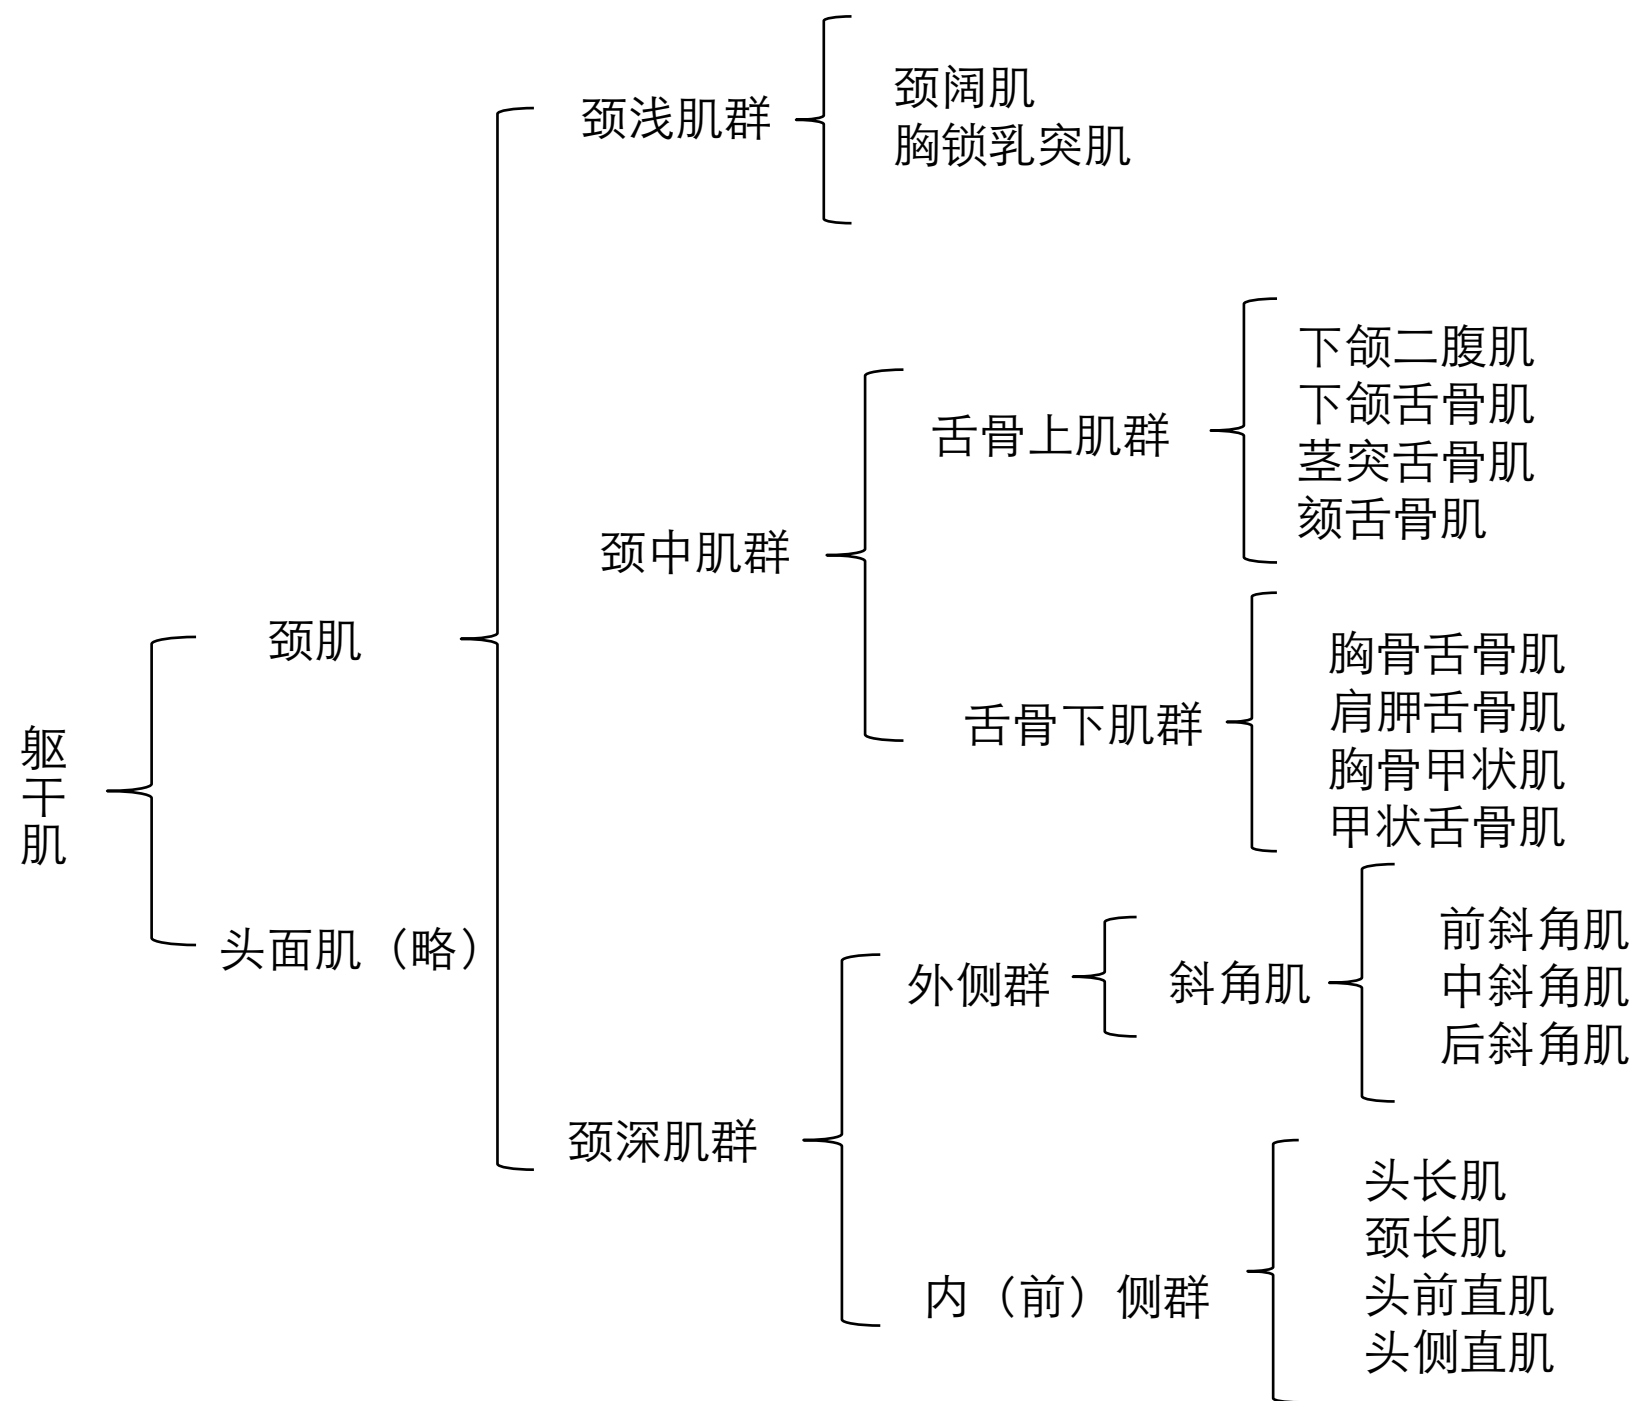 颈阔肌
胸锁乳突肌
颈浅肌群
下颌二腹肌
下颌舌骨肌
茎突舌骨肌
颏舌骨肌
舌骨上肌群
颈中肌群
颈肌
胸骨舌骨肌
肩胛舌骨肌
胸骨甲状肌
甲状舌骨肌
舌骨下肌群
躯
干
肌
头面肌（略）
前斜角肌
中斜角肌
后斜角肌
外侧群
斜角肌
颈深肌群
头长肌
颈长肌
头前直肌
头侧直肌
内（前）侧群